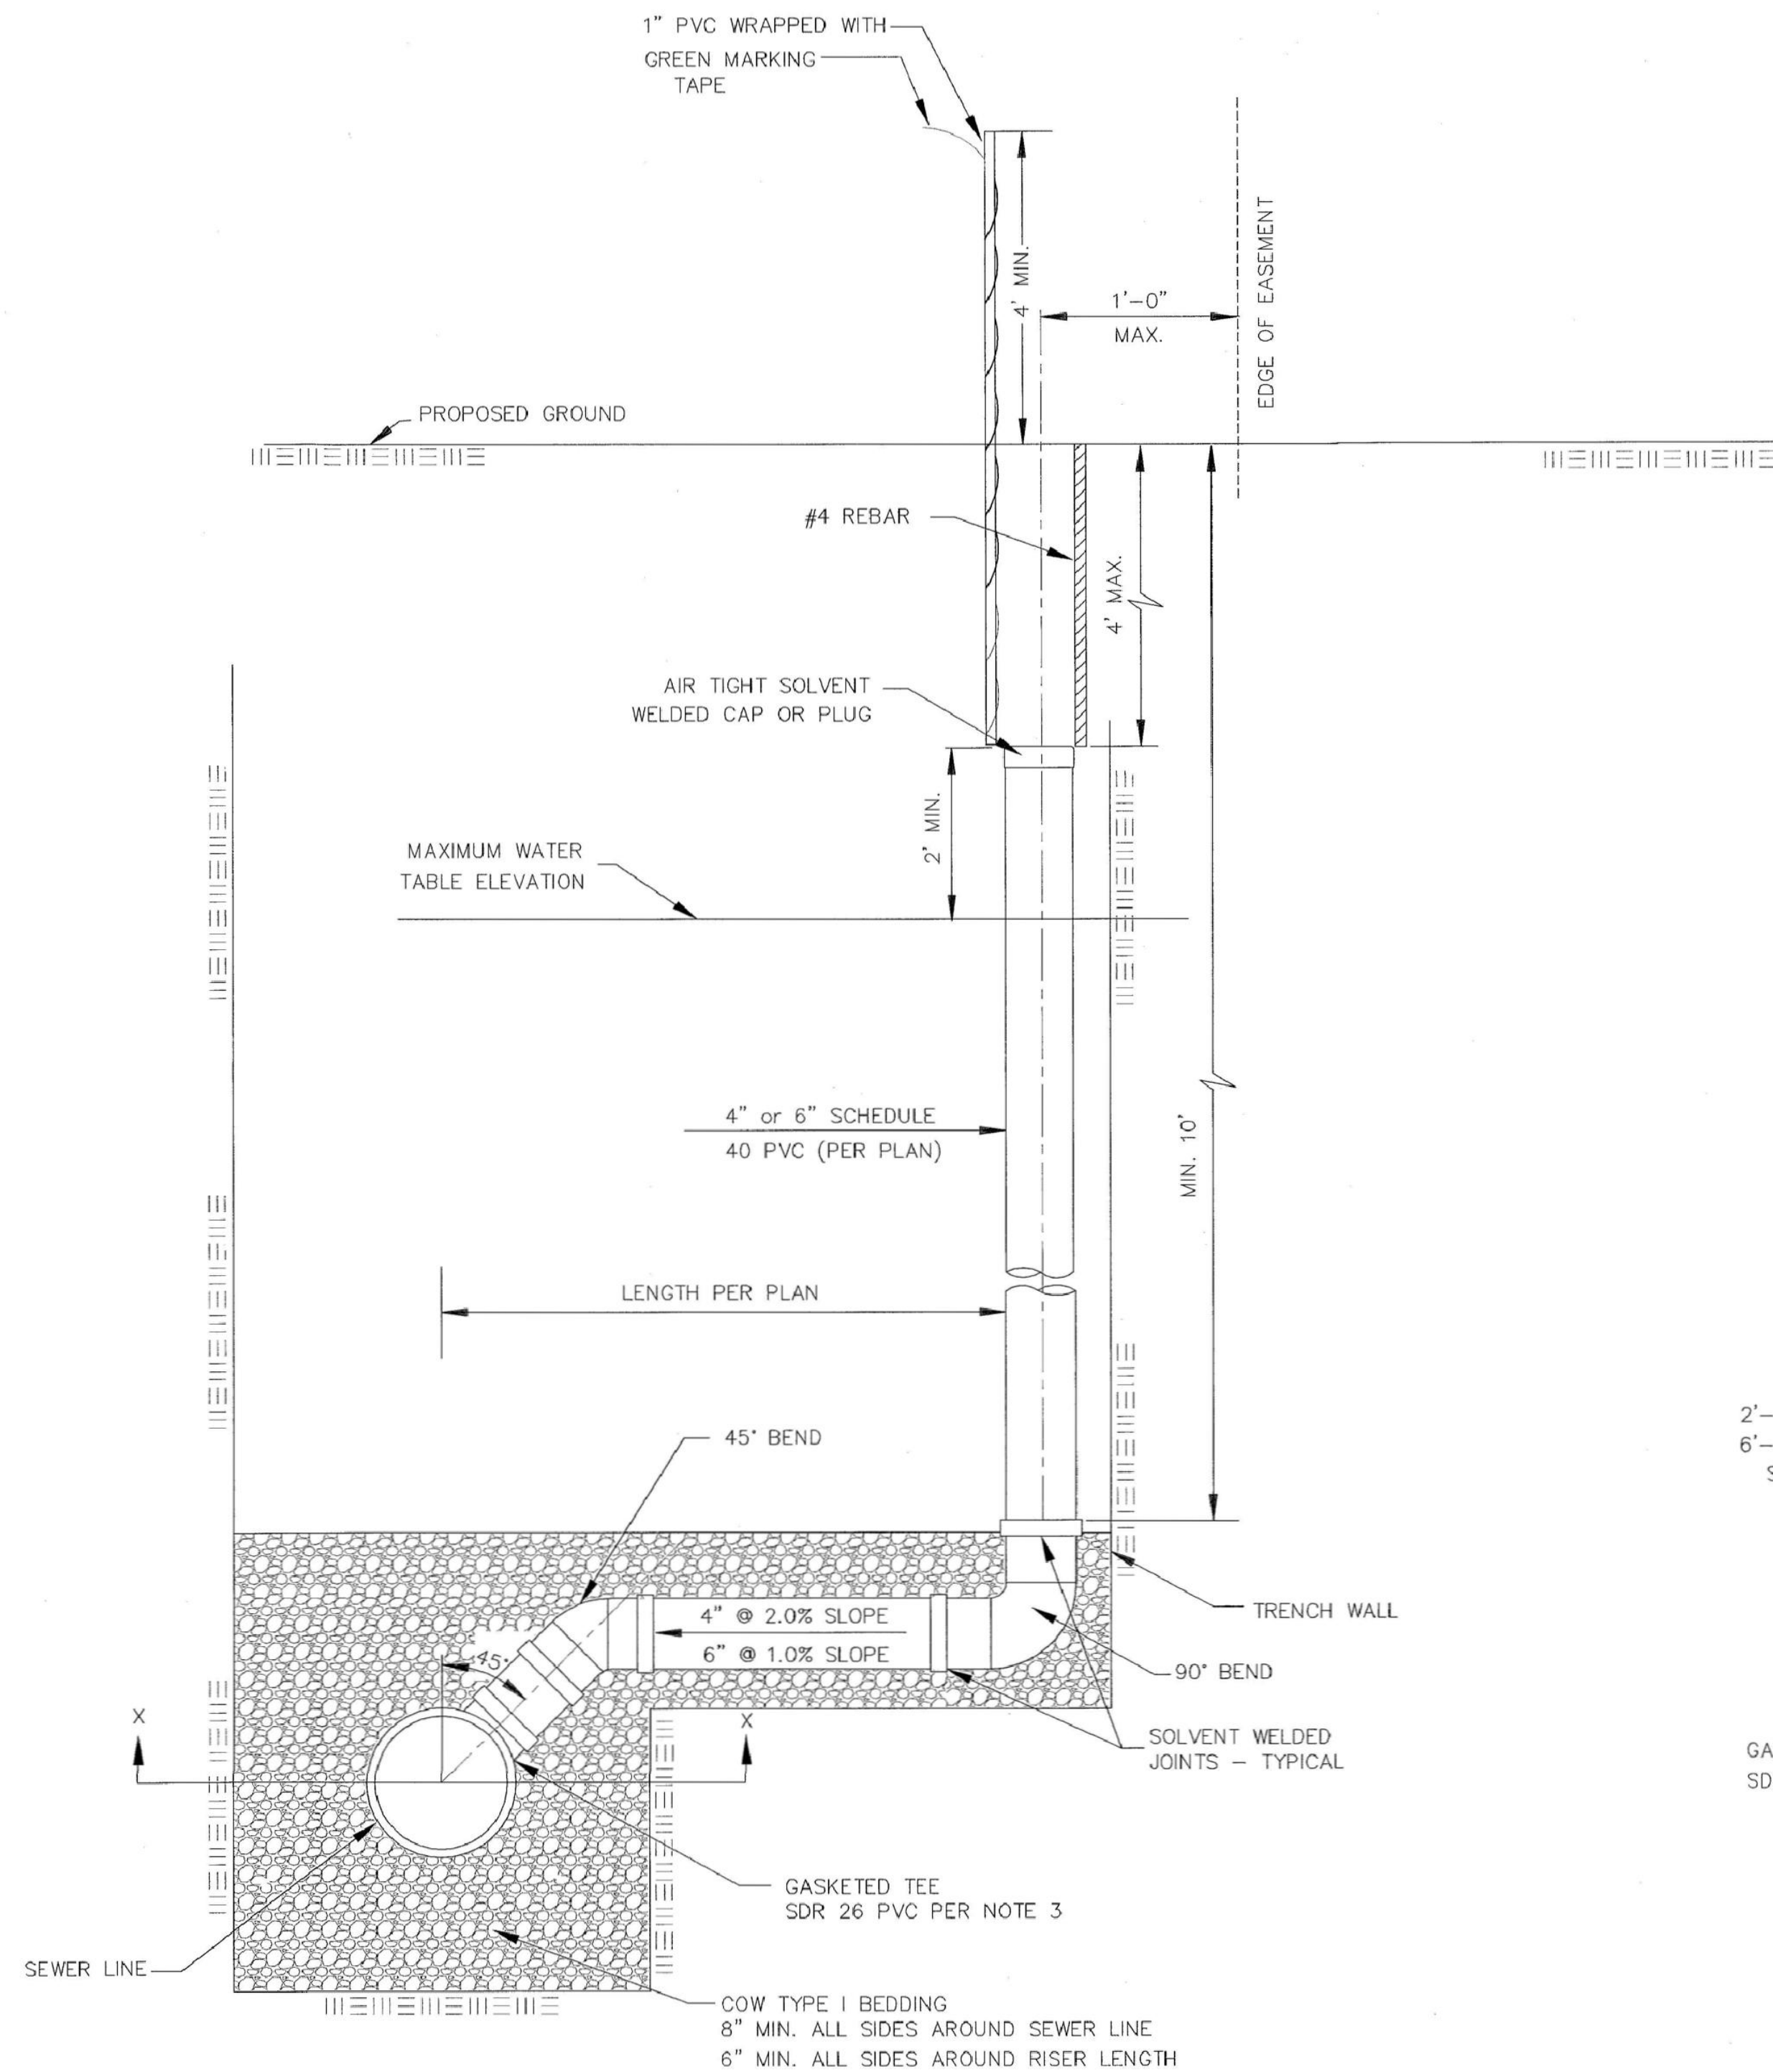 1" PVC WRAPPED WITH
GREEN MARKING
TAPE
4' MIN.
1'-0"
MAX.
EDGE OF EASEMENT
PROPOSED GROUND
#4 REBAR
4' MAX.
AIR TIGHT SOLVENT
WELDED CAP OR PLUG
2' MIN.
MAXIMUM WATER
TABLE ELEVATION
4" or 6" SCHEDULE
40 PVC (PER PLAN)
MIN. 10'
LENGTH PER PLAN
2'-
6'-
S
45° BEND
4" @ 2.0% SLOPE
6" @ 1.0% SLOPE
45°
TRENCH WALL
90° BEND
X
X
SOLVENT WELDED
JOINTS - TYPICAL
GA
SD
GASKETED TEE
SDR 26 PVC PER NOTE 3
SEWER LINE
COW TYPE I BEDDING
8" MIN. ALL SIDES AROUND SEWER LINE
6" MIN. ALL SIDES AROUND RISER LENGTH